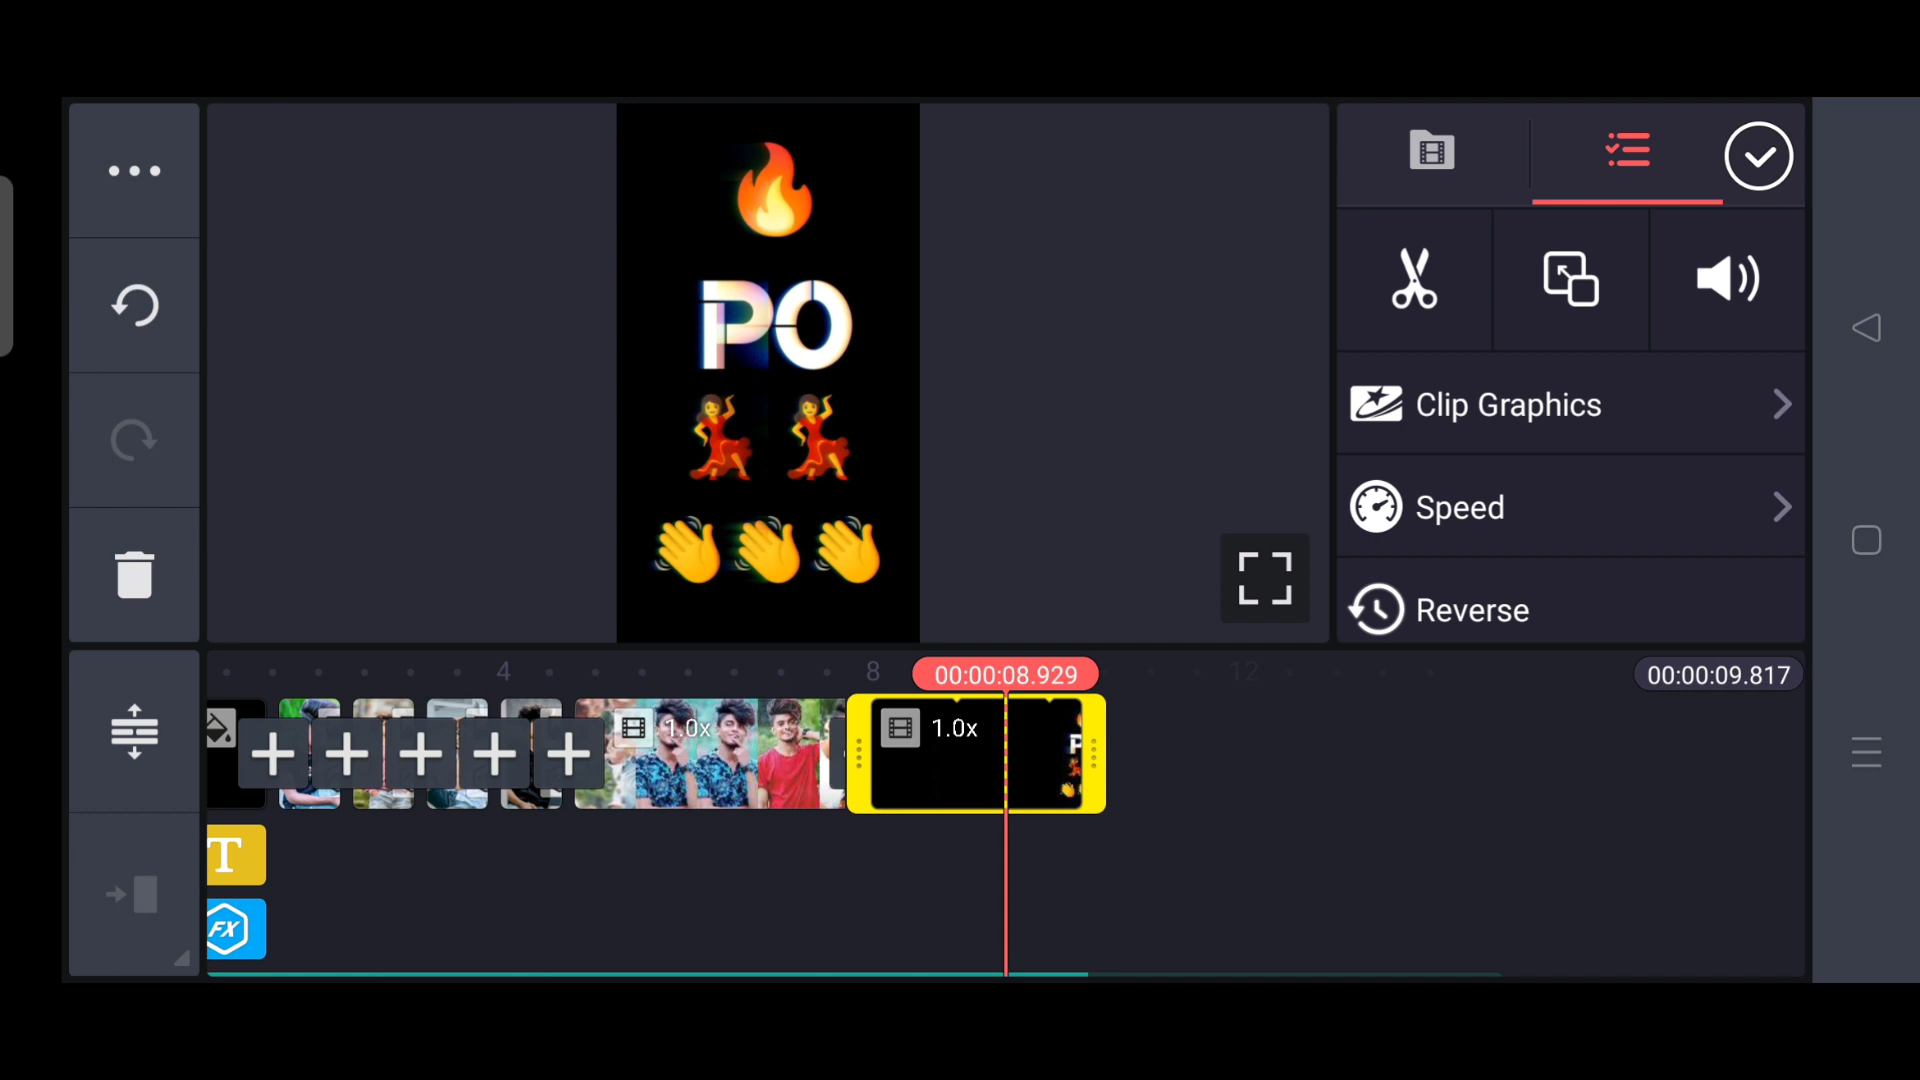 PO
Clip Graphics
Speed
Reverse
4
8
00:00:08.929
12
00:00:09.817
1.0x
1.0x
T
FX